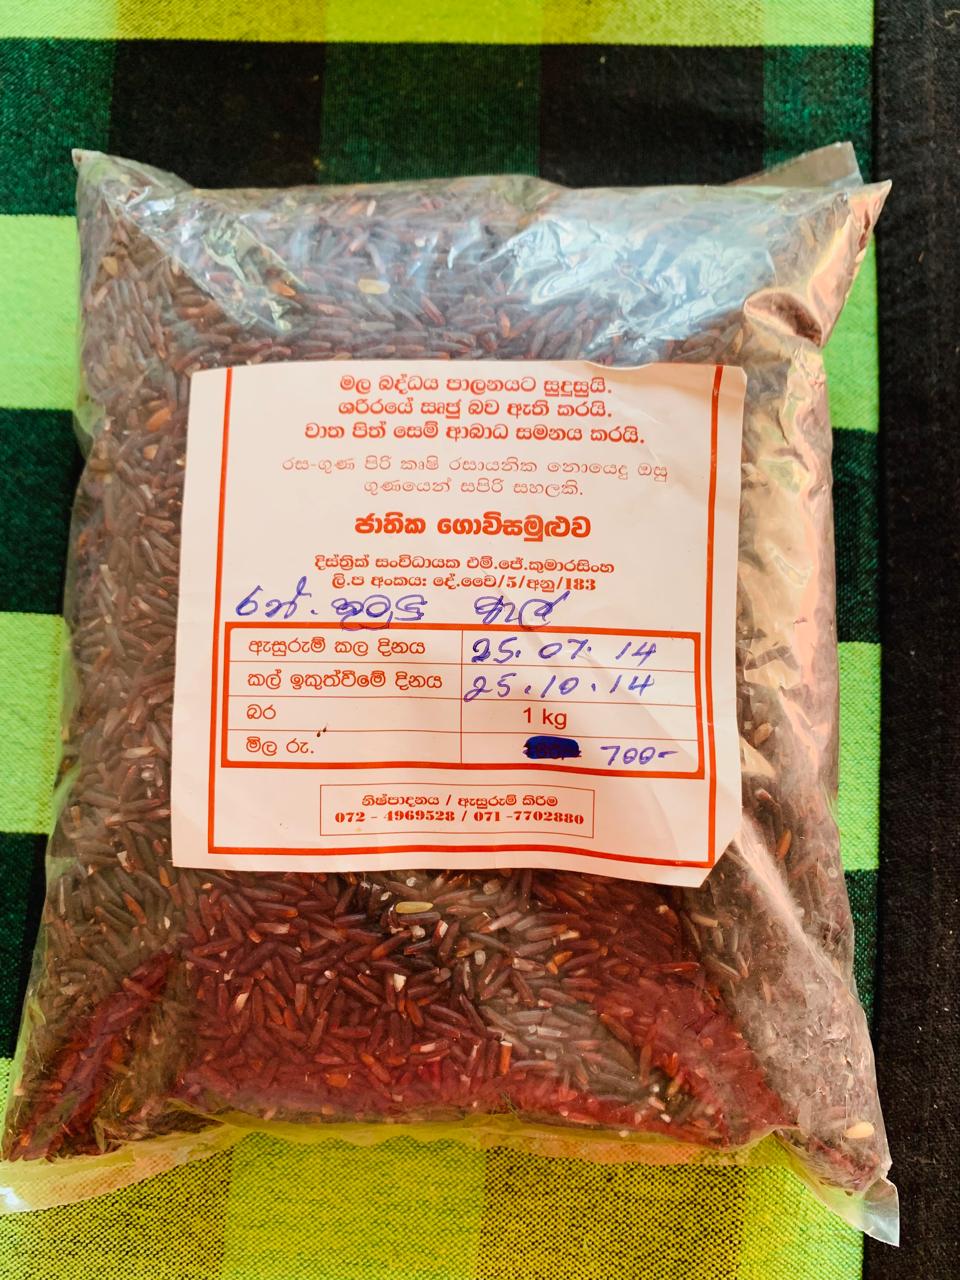 මල බද්ධය පාලනයට සුදුසුයි.
ශරීරයේ ඍජු බව ඇති කරයි.
වාත පිත් සෙම් ආබාධ සමනය කරයි.
රස-ගුණ පිරි කෘෂි රසායනික නොයෙදූ ඔසු
ගුණයෙන් සපිරි සහලකි.
ජාතික ගොවිසමුළුව
දිස්ත්‍රික් සංවිධායක එම්.ජේ.කුමාරසිංහ
ලි.ප අංකය: දේ.වෛ/5/අනු/183
රත්.
ඇසුරුම් කල දිනය 25.07.14
කල් ඉකුත්වීමේ දිනය 25.10.14
බර 1 kg
මිල රු. 700-
නිෂ්පාදනය / ඇසුරුම් කිරීම
072 - 4969528 / 071 -7702880